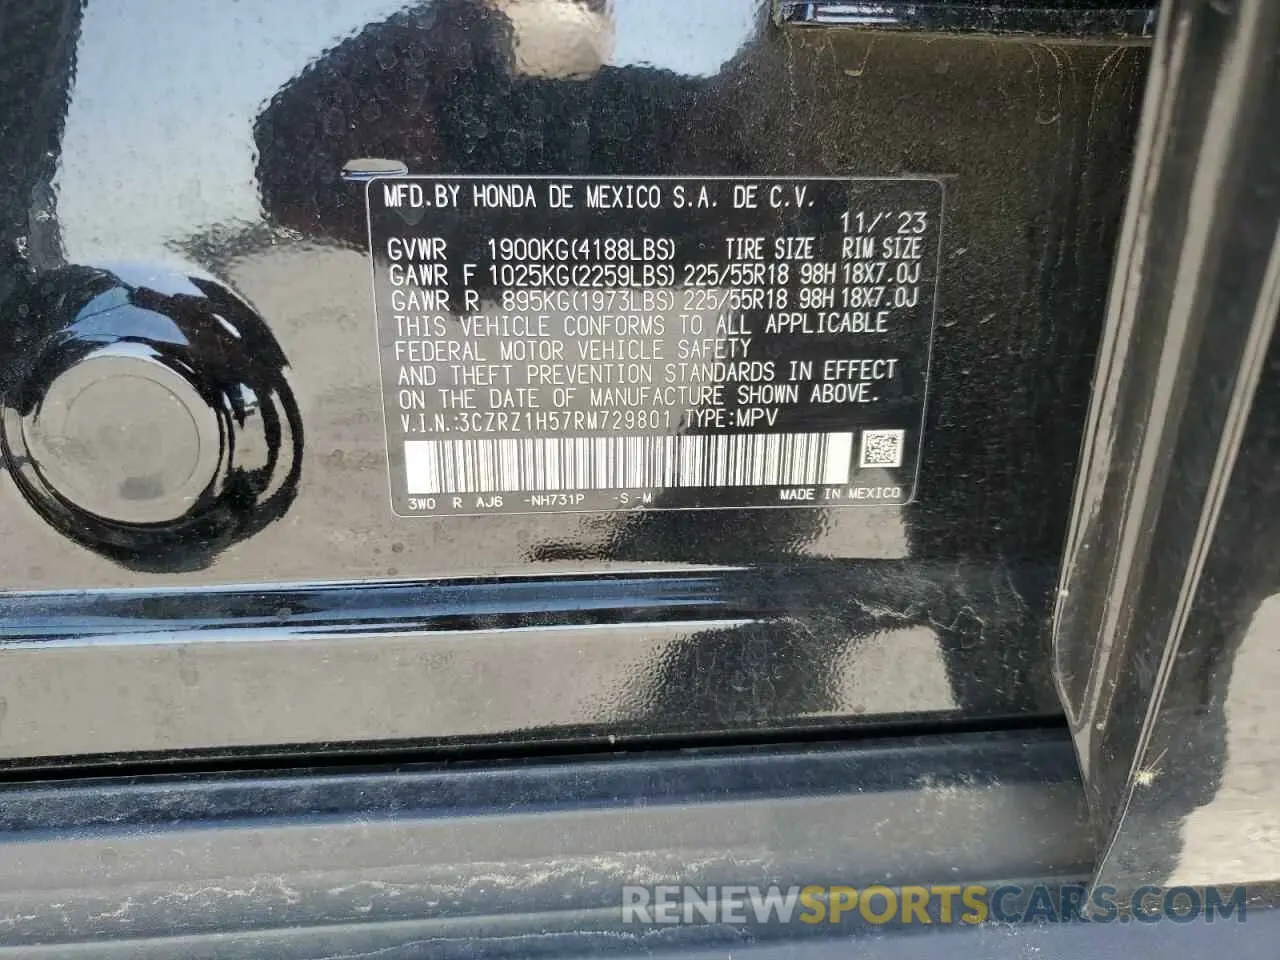 MFD.BY HONDA DE MEXICO S.A. DE C.V.
11/´23
GVWR 1900KG(4188LBS) TIRE SIZE RIM SIZE
GAWR F 1025KG(2259LBS) 225/55R18 98H 18X7.0J
GAWR R 895KG(1973LBS) 225/55R18 98H 18X7.0J
THIS VEHICLE CONFORMS TO ALL APPLICABLE
FEDERAL MOTOR VEHICLE SAFETY
AND THEFT PREVENTION STANDARDS IN EFFECT
ON THE DATE OF MANUFACTURE SHOWN ABOVE.
V.I.N.:3CZRZ1H57RM729801 TYPE:MPV
3W0 R AJ6 -NH731P -S -M MADE IN MEXICO
RENEWSPORTSCARS.COM